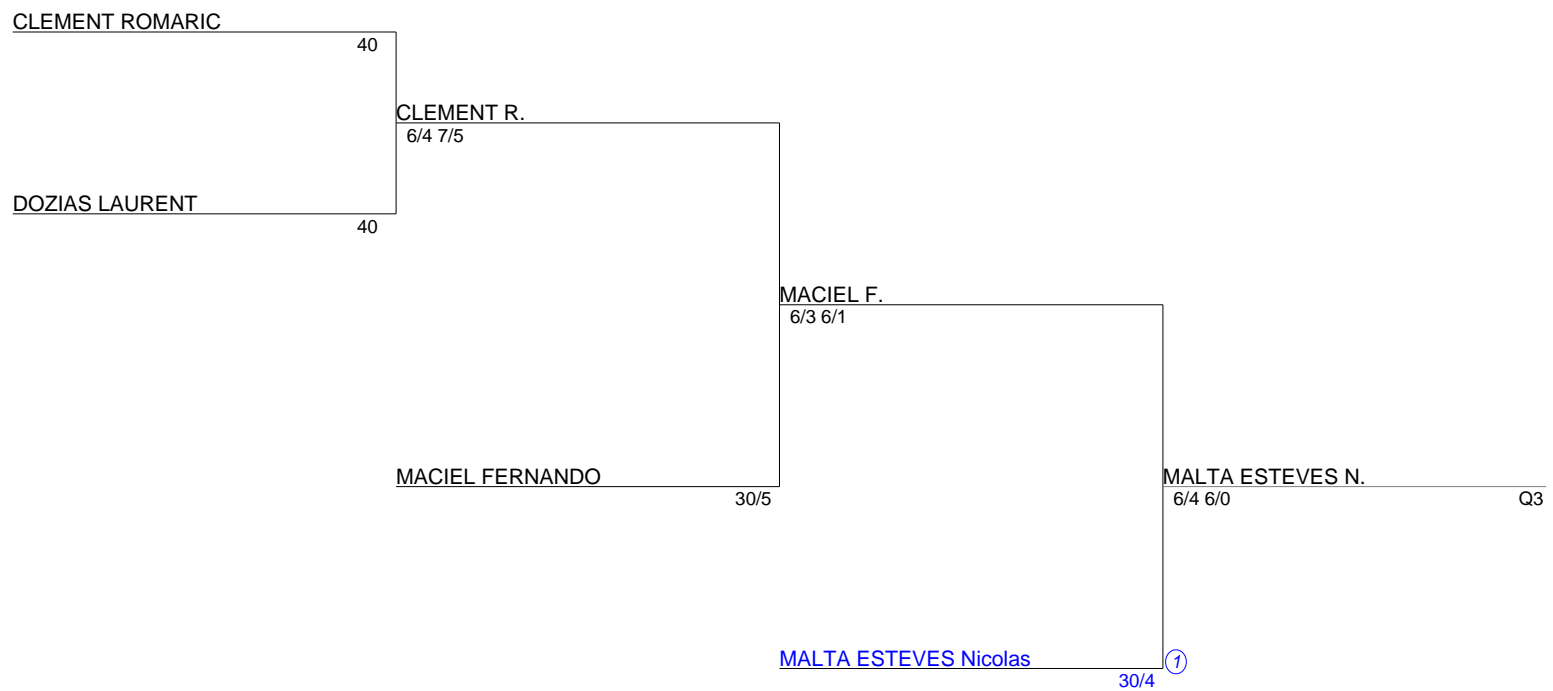 CLEMENT ROMARIC
40
CLEMENT R.
6/4 7/5
DOZIAS LAURENT
40
MACIEL F.
6/3 6/1
MACIEL FERNANDO
30/5
MALTA ESTEVES N.
6/4 6/0
Q3
MALTA ESTEVES Nicolas
1
30/4